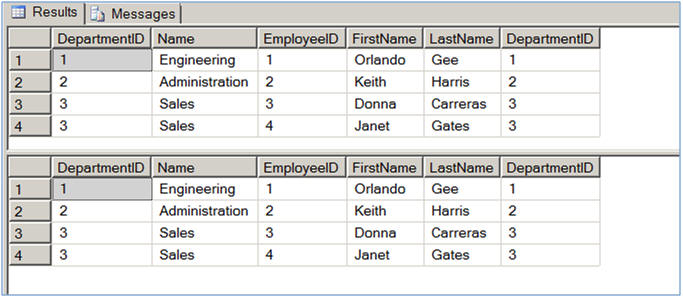 Results Messages
DepartmentID Name EmployeeID FirstName LastName DepartmentID
1 1 Engineering 1 Orlando Gee 1
2 2 Administration 2 Keith Harris 2
3 3 Sales 3 Donna Carreras 3
4 3 Sales 4 Janet Gates 3
DepartmentID Name EmployeeID FirstName LastName DepartmentID
1 1 Engineering 1 Orlando Gee 1
2 2 Administration 2 Keith Harris 2
3 3 Sales 3 Donna Carreras 3
4 3 Sales 4 Janet Gates 3